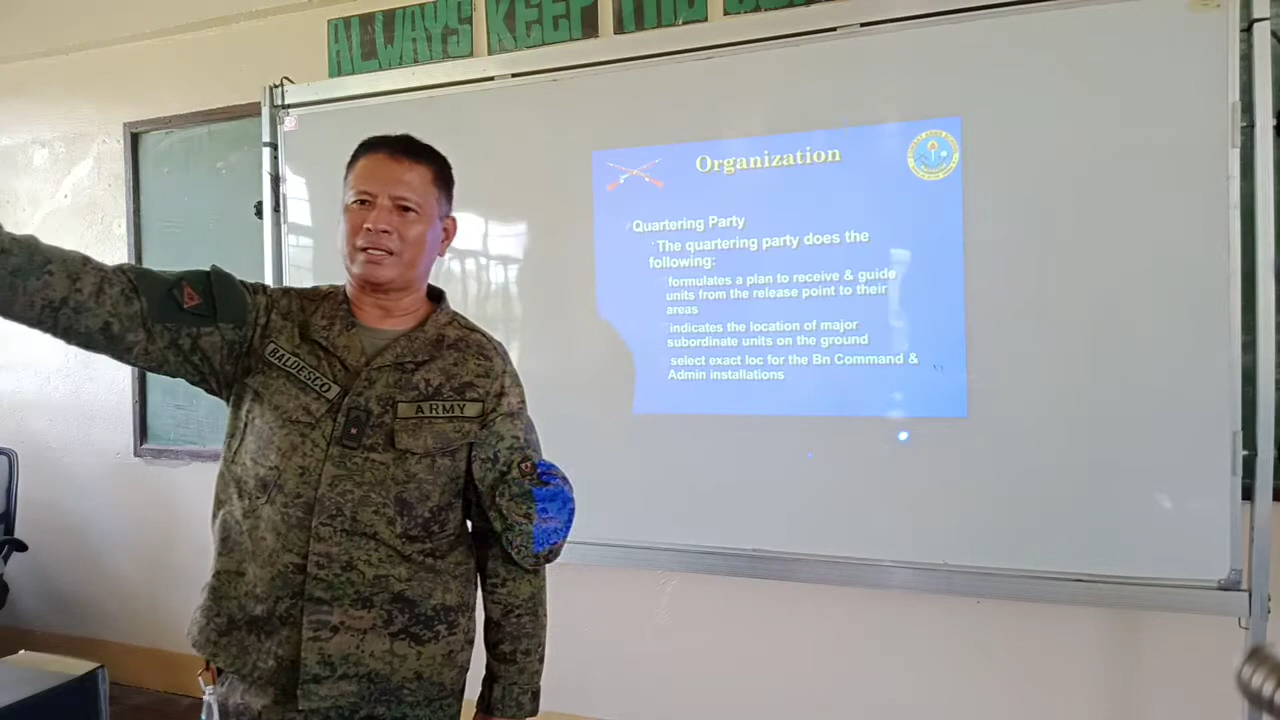 ALWAYS KEEP THE
Organization
Quartering Party
The quartering party does the
following:
formulates a plan to receive & guide
units from the release point to their
areas
indicates the location of major
subordinate units on the ground
select exact loc for the Bn Command &
Admin installations
BALDESCO
ARMY